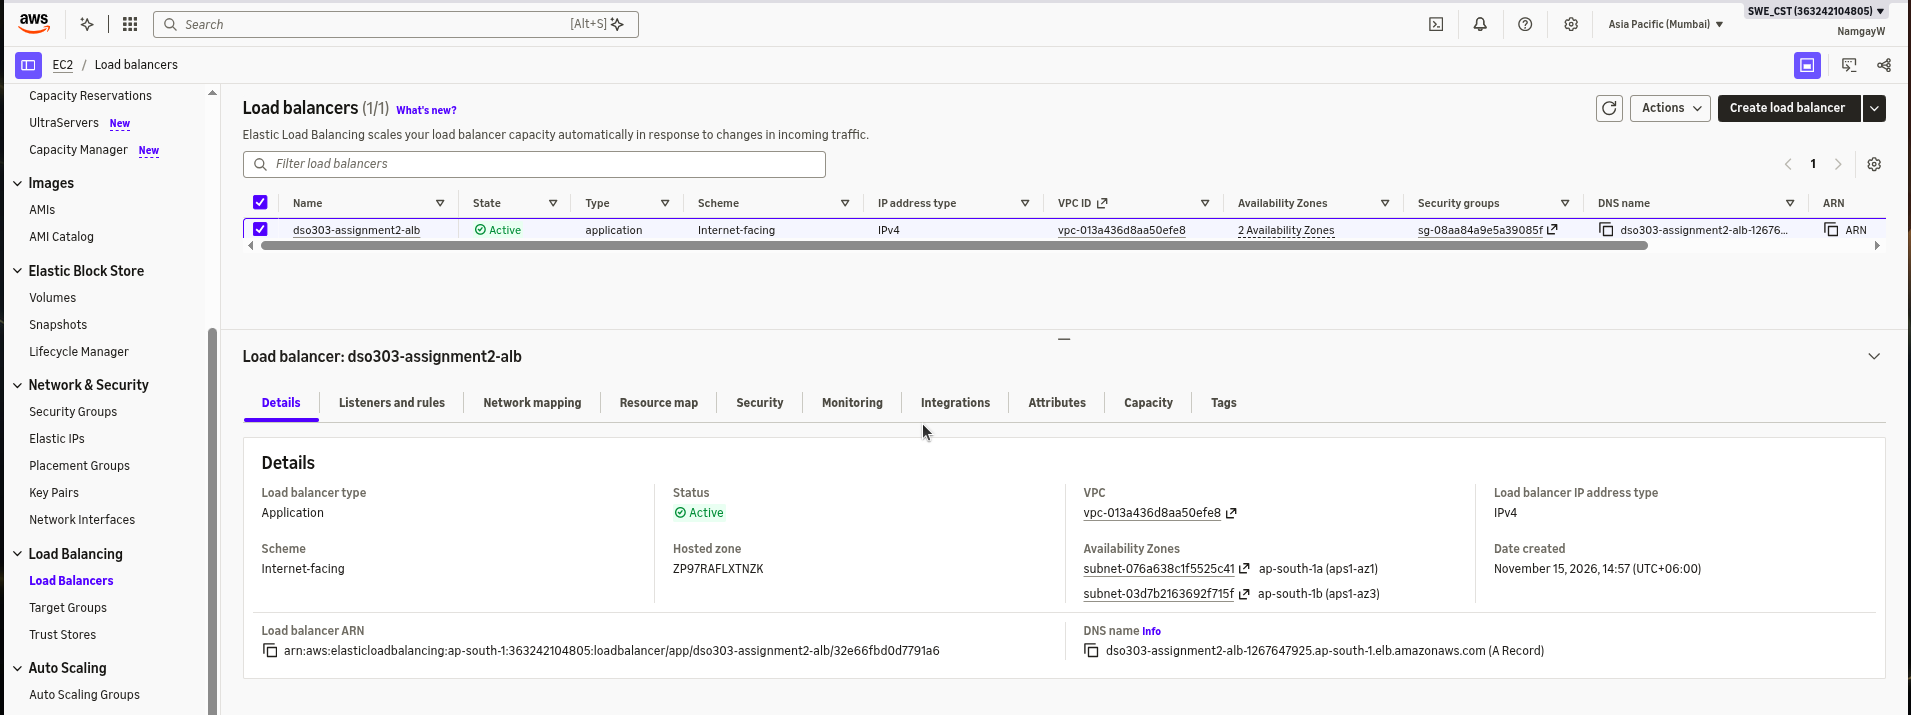 aws
Search [Alt+S]
Asia Pacific (Mumbai)
SWE_CST (363242104805)
NamgayW
EC2 / Load balancers
Capacity Reservations
UltraServers New
Capacity Manager New
Images
AMIs
AMI Catalog
Elastic Block Store
Volumes
Snapshots
Lifecycle Manager
Network & Security
Security Groups
Elastic IPs
Placement Groups
Key Pairs
Network Interfaces
Load Balancing
Load Balancers
Target Groups
Trust Stores
Auto Scaling
Auto Scaling Groups
Load balancers (1/1) What's new?
Actions
Create load balancer
Elastic Load Balancing scales your load balancer capacity automatically in response to changes in incoming traffic.
Filter load balancers
1
Name State Type Scheme IP address type VPC ID Availability Zones Security groups DNS name ARN
dso303-assignment2-alb Active application Internet-facing IPv4 vpc-013a436d8aa50efe8 2 Availability Zones sg-08aa84a9e5a39085f dso303-assignment2-alb-12676... ARN
Load balancer: dso303-assignment2-alb
Details Listeners and rules Network mapping Resource map Security Monitoring Integrations Attributes Capacity Tags
Details
Load balancer type
Application
Status
Active
VPC
vpc-013a436d8aa50efe8
Load balancer IP address type
IPv4
Scheme
Internet-facing
Hosted zone
ZP97RAFLXTNZK
Availability Zones
subnet-076a638c1f5525c41 ap-south-1a (aps1-az1)
subnet-03d7b2163692f715f ap-south-1b (aps1-az3)
Date created
November 15, 2026, 14:57 (UTC+06:00)
Load balancer ARN
arn:aws:elasticloadbalancing:ap-south-1:363242104805:loadbalancer/app/dso303-assignment2-alb/32e66fbd0d7791a6
DNS name Info
dso303-assignment2-alb-1267647925.ap-south-1.elb.amazonaws.com (A Record)